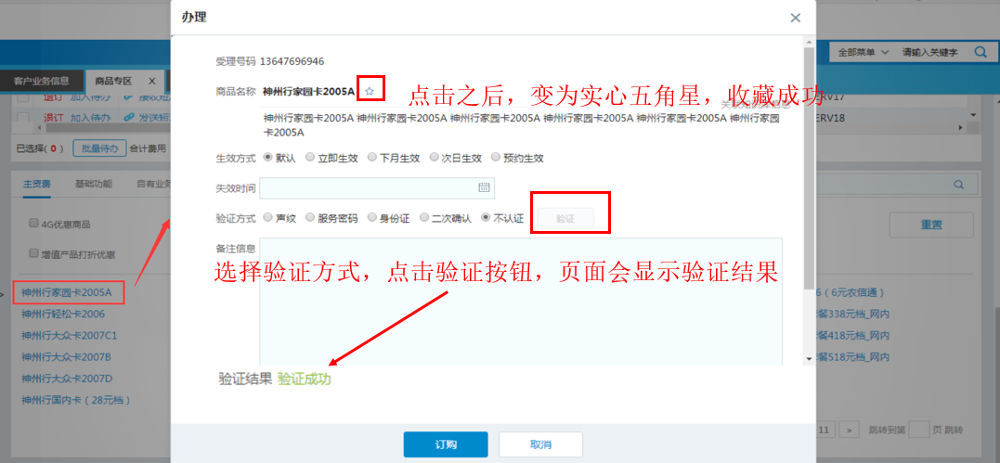 办理
受理号码 13647696946
商品名称 神州行家园卡2005A
点击之后，变为实心五角星，收藏成功
神州行家园卡2005A 神州行家园卡2005A 神州行家园卡2005A 神州行家园卡2005A 神州行家园卡2005A 神州行家园
卡2005A
生效方式 默认 立即生效 下月生效 次日生效 预约生效
失效时间
验证方式 声纹 服务密码 身份证 二次确认 不认证 验证
备注信息
选择验证方式，点击验证按钮，页面会显示验证结果
验证结果 验证成功
订购 取消
客户业务信息 商品专区 X
全部菜单 请输入关键字
退订 加入待办 接收短
退订 加入待办 发送短
ERV17
ERV18
已选择( 0 ) 批量待办 合计费用
主资费 基础功能 自有业务
4G优惠商品
增值产品打折优惠
重置
神州行家园卡2005A
神州行轻松卡2006
神州行大众卡2007C1
神州行大众卡2007B
神州行大众卡2007D
神州行国内卡（28元档）
6（6元农信通）
餐338元档_网内
餐418元档_网内
餐518元档_网内
11 > 跳转到第 页 跳转